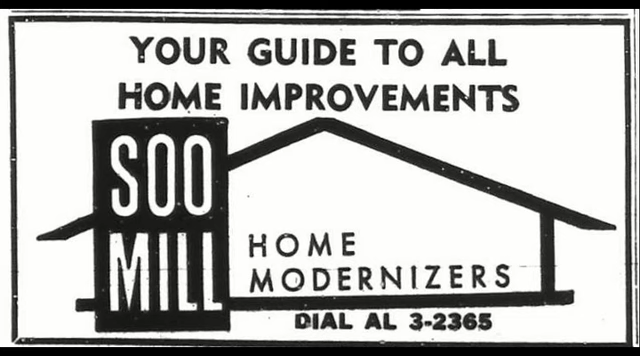 YOUR GUIDE TO ALL
HOME IMPROVEMENTS
SOO
MILL
HOME
MODERNIZERS
DIAL AL 3-2365